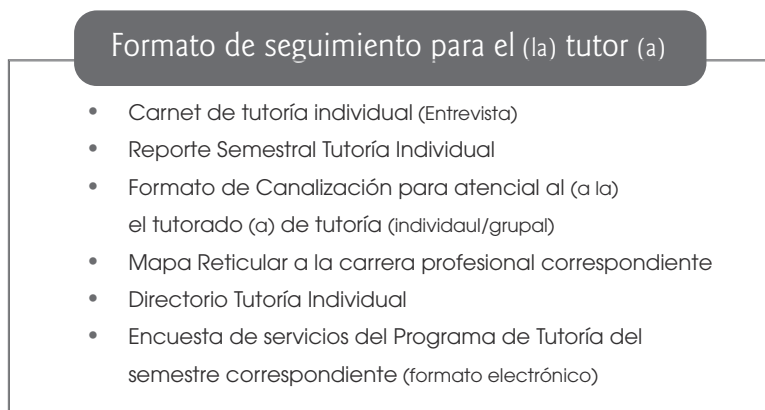 Formato de seguimiento para el (la) tutor (a)
• Carnet de tutoría individual (Entrevista)
• Reporte Semestral Tutoría Individual
• Formato de Canalización para atencial al (a la)
el tutorado (a) de tutoría (individaul/grupal)
• Mapa Reticular a la carrera profesional correspondiente
• Directorio Tutoría Individual
• Encuesta de servicios del Programa de Tutoría del
semestre correspondiente (formato electrónico)